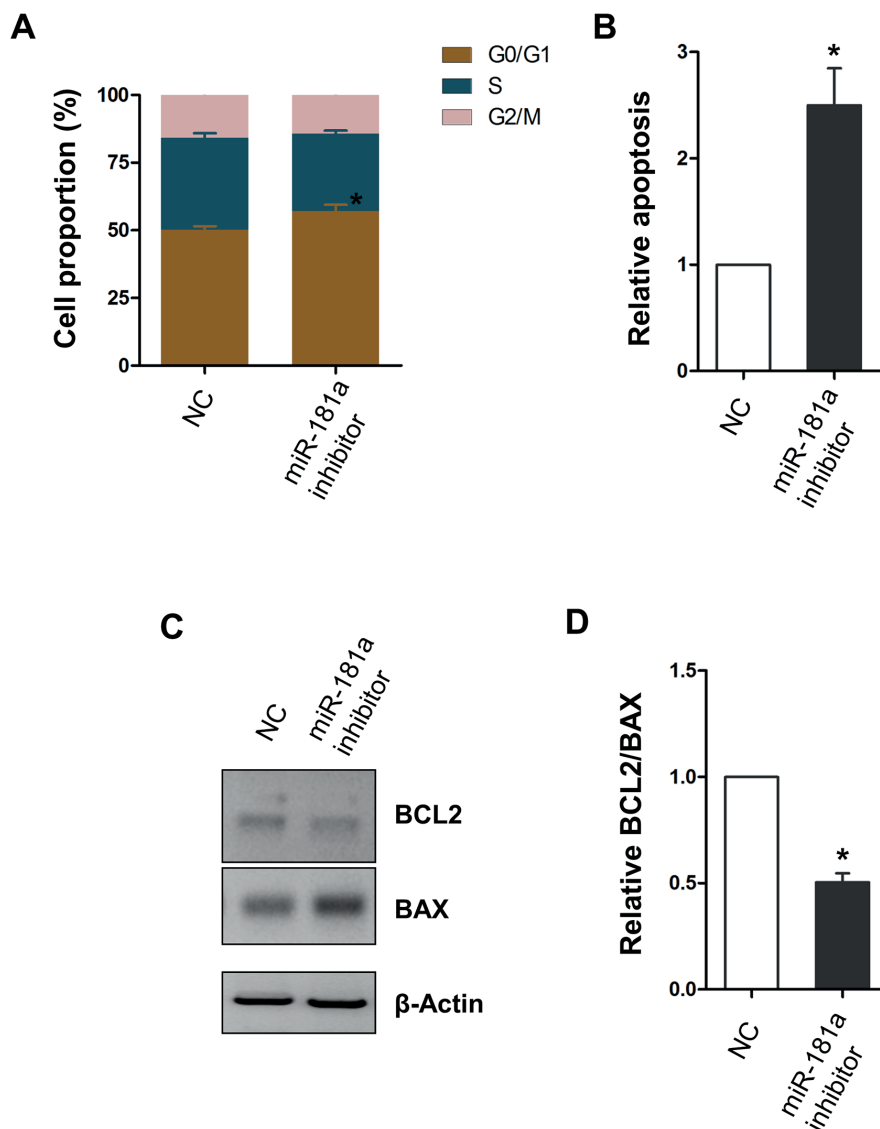 A
G0/G1
S
G2/M
Cell proportion (%)
100
75
50
25
0
*
NC
miR-181a
inhibitor
B
Relative apoptosis
3
2
1
0
*
NC
miR-181a
inhibitor
C
NC
miR-181a
inhibitor
BCL2
BAX
β-Actin
D
Relative BCL2/BAX
1.5
1.0
0.5
0.0
*
NC
miR-181a
inhibitor